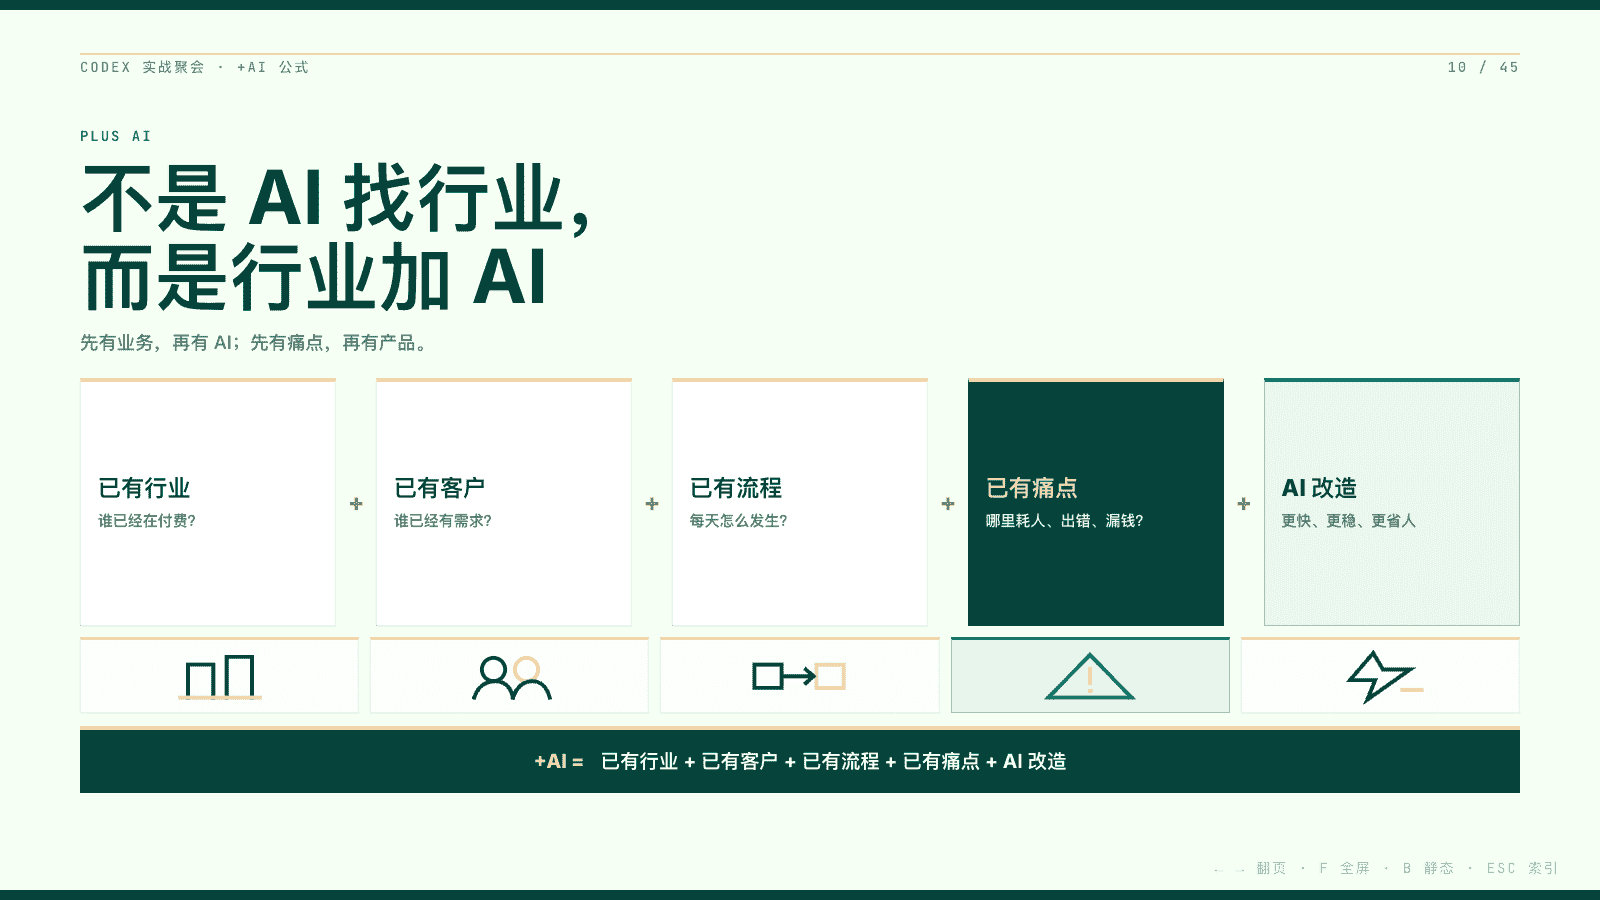 CODEX 实战聚会 · +AI 公式
10 / 45
PLUS AI
不是 AI 找行业，
而是行业加 AI
先有业务，再有 AI；先有痛点，再有产品。
已有行业
谁已经在付费？
+
已有客户
谁已经有需求？
+
已有流程
每天怎么发生？
+
已有痛点
哪里耗人、出错、漏钱？
+
AI 改造
更快、更稳、更省人
+AI = 已有行业 + 已有客户 + 已有流程 + 已有痛点 + AI 改造
← → 翻页 · F 全屏 · B 静态 · ESC 索引